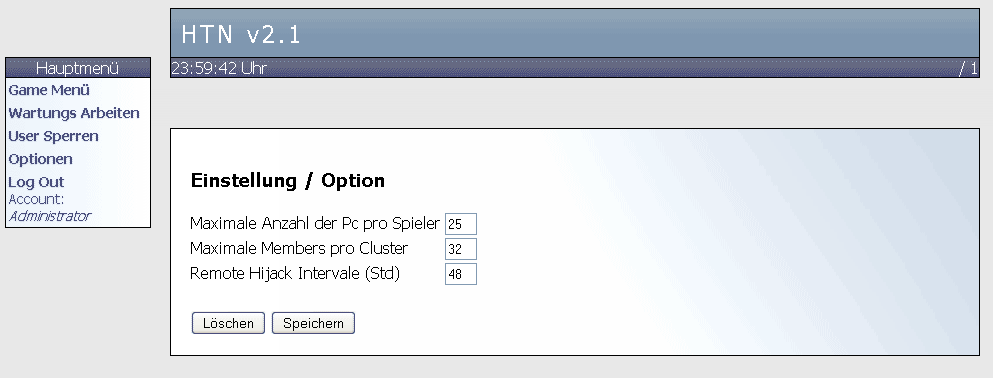 HTN v2.1
23:59:42 Uhr / 1
Hauptmenü
Game Menü
Wartungs Arbeiten
User Sperren
Optionen
Log Out
Account:
Administrator
Einstellung / Option
Maximale Anzahl der Pc pro Spieler 25
Maximale Members pro Cluster 32
Remote Hijack Intervale (Std) 48
Löschen Speichern